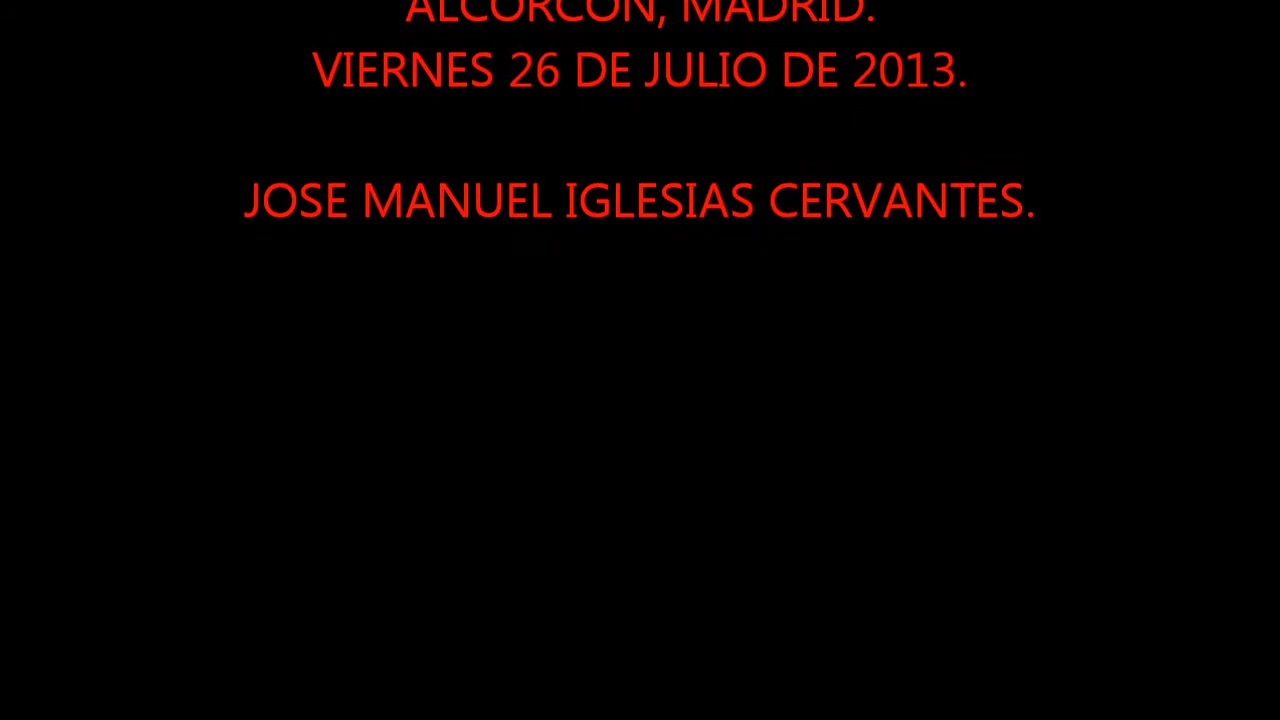 ALCORCON, MADRID.
VIERNES 26 DE JULIO DE 2013.
JOSE MANUEL IGLESIAS CERVANTES.